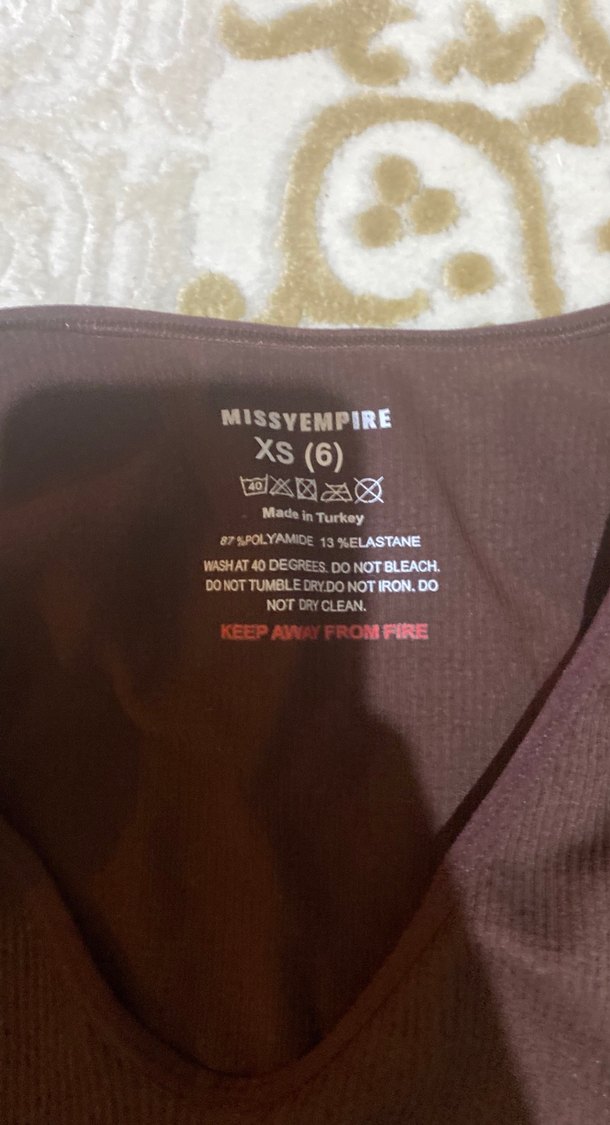 MISSYEMPIRE
XS (6)
40
Made in Turkey
87 %POLYAMIDE 13 %ELASTANE
WASH AT 40 DEGREES. DO NOT BLEACH.
DO NOT TUMBLE DRY.DO NOT IRON. DO
NOT DRY CLEAN.
KEEP AWAY FROM FIRE